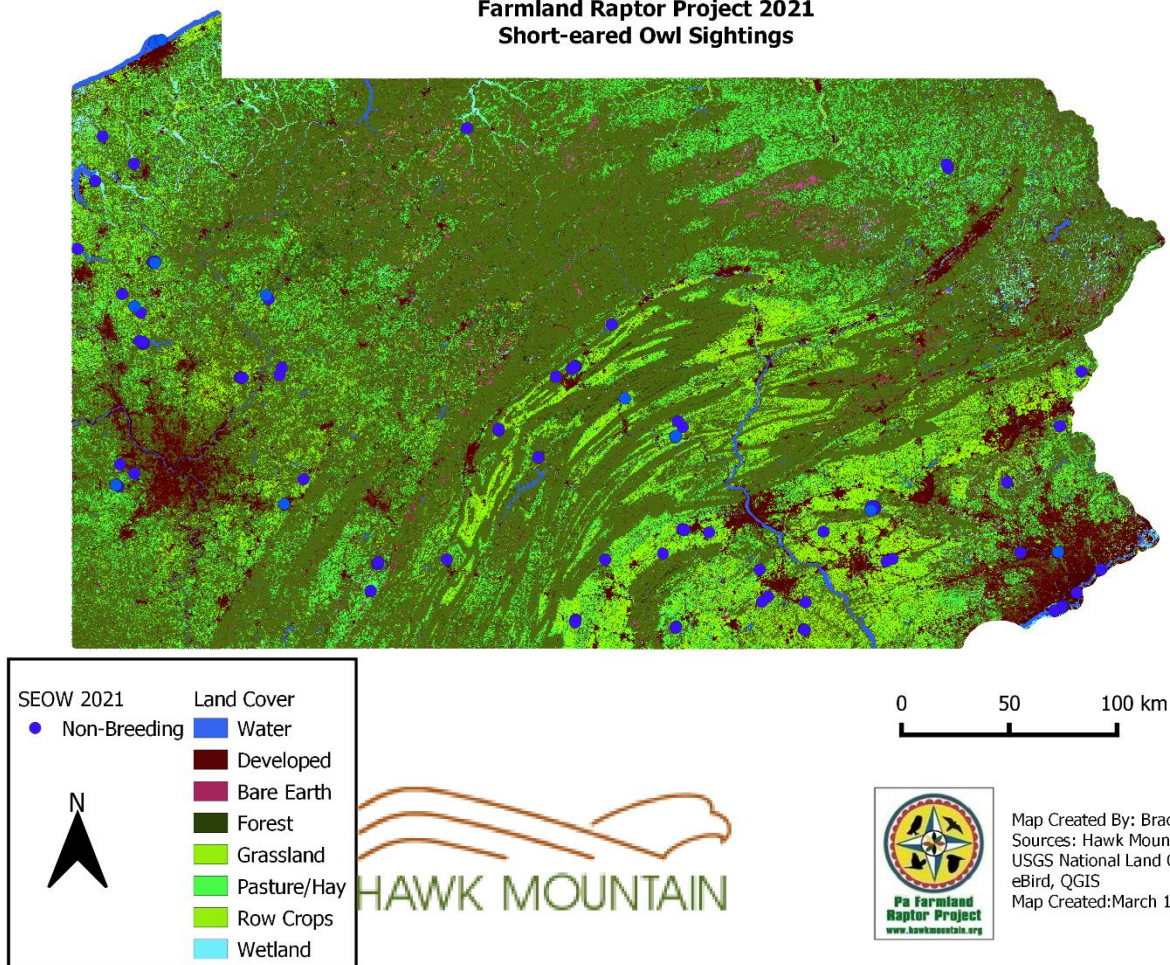 Farmland Raptor Project 2021
Short-eared Owl Sightings
SEOW 2021
Non-Breeding
N
Land Cover
Water
Developed
Bare Earth
Forest
Grassland
Pasture/Hay
Row Crops
Wetland
HAWK MOUNTAIN
0 50 100 km
Pa Farmland
Raptor Project
www.hawkmountain.org
Map Created By:
Sources: Hawk
USGS National Land
eBird, QGIS
Map Created:March